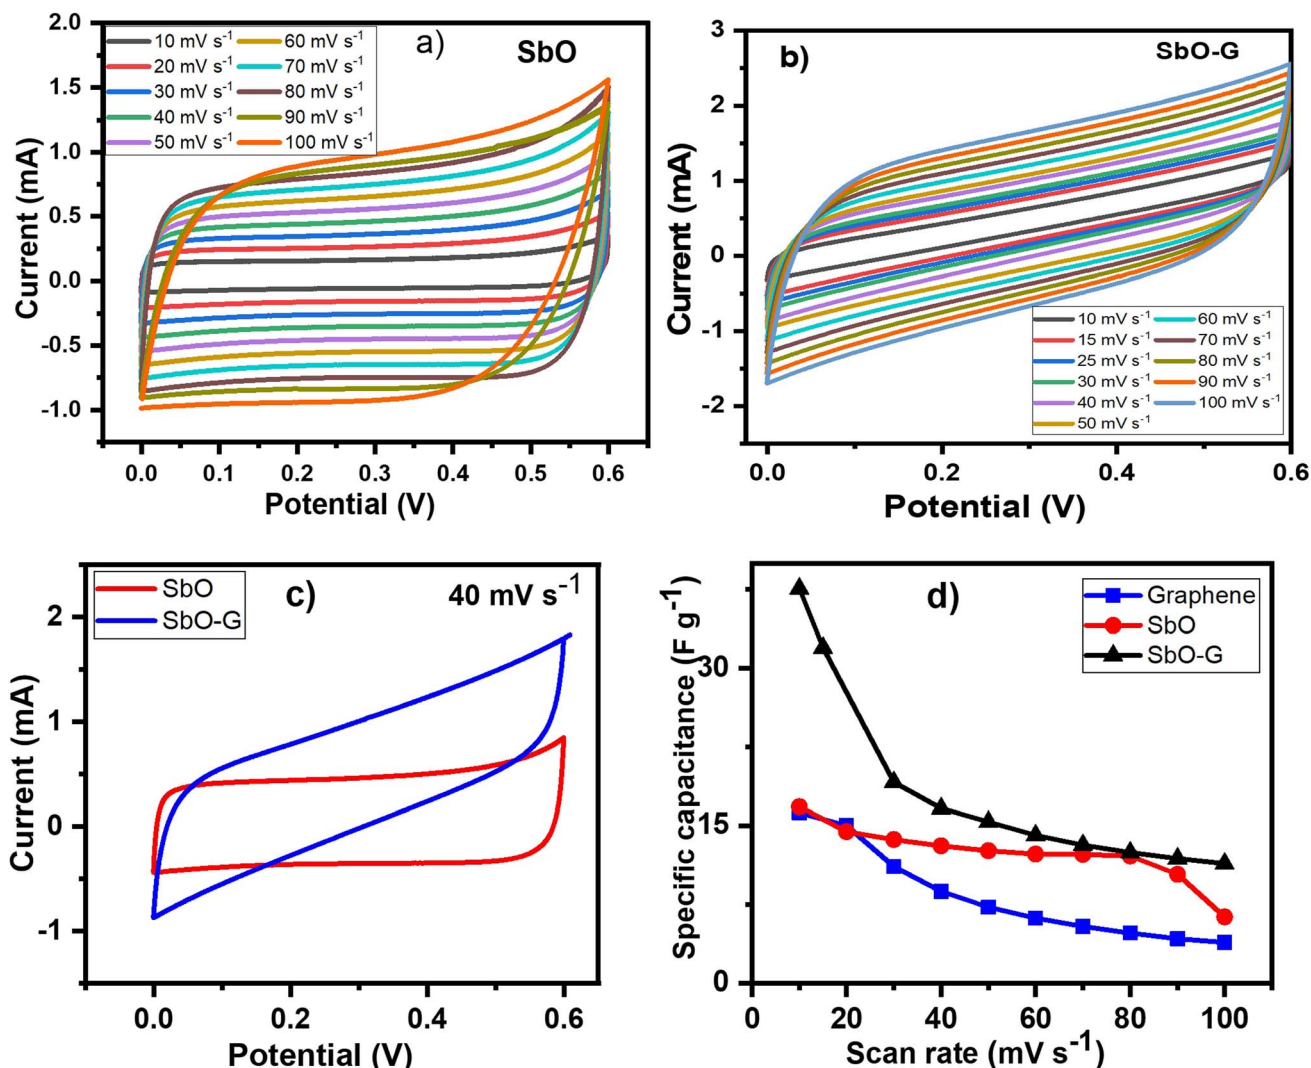 a)
SbO
10 mV s⁻¹ 60 mV s⁻¹
20 mV s⁻¹ 70 mV s⁻¹
30 mV s⁻¹ 80 mV s⁻¹
40 mV s⁻¹ 90 mV s⁻¹
50 mV s⁻¹ 100 mV s⁻¹
Current (mA)
2.0
1.5
1.0
0.5
0.0
-0.5
-1.0
0.0 0.1 0.2 0.3 0.4 0.5 0.6
Potential (V)
b)
SbO-G
Current (mA)
3
2
1
0
-1
-2
10 mV s⁻¹ 60 mV s⁻¹
15 mV s⁻¹ 70 mV s⁻¹
25 mV s⁻¹ 80 mV s⁻¹
30 mV s⁻¹ 90 mV s⁻¹
40 mV s⁻¹ 100 mV s⁻¹
50 mV s⁻¹
0.0 0.2 0.4 0.6
Potential (V)
SbO
SbO-G
c)
40 mV s⁻¹
Current (mA)
2
1
0
-1
0.0 0.2 0.4 0.6
Potential (V)
d)
Graphene
SbO
SbO-G
Specific capacitance (F g⁻¹)
30
15
0
0 20 40 60 80 100
Scan rate (mV s⁻¹)